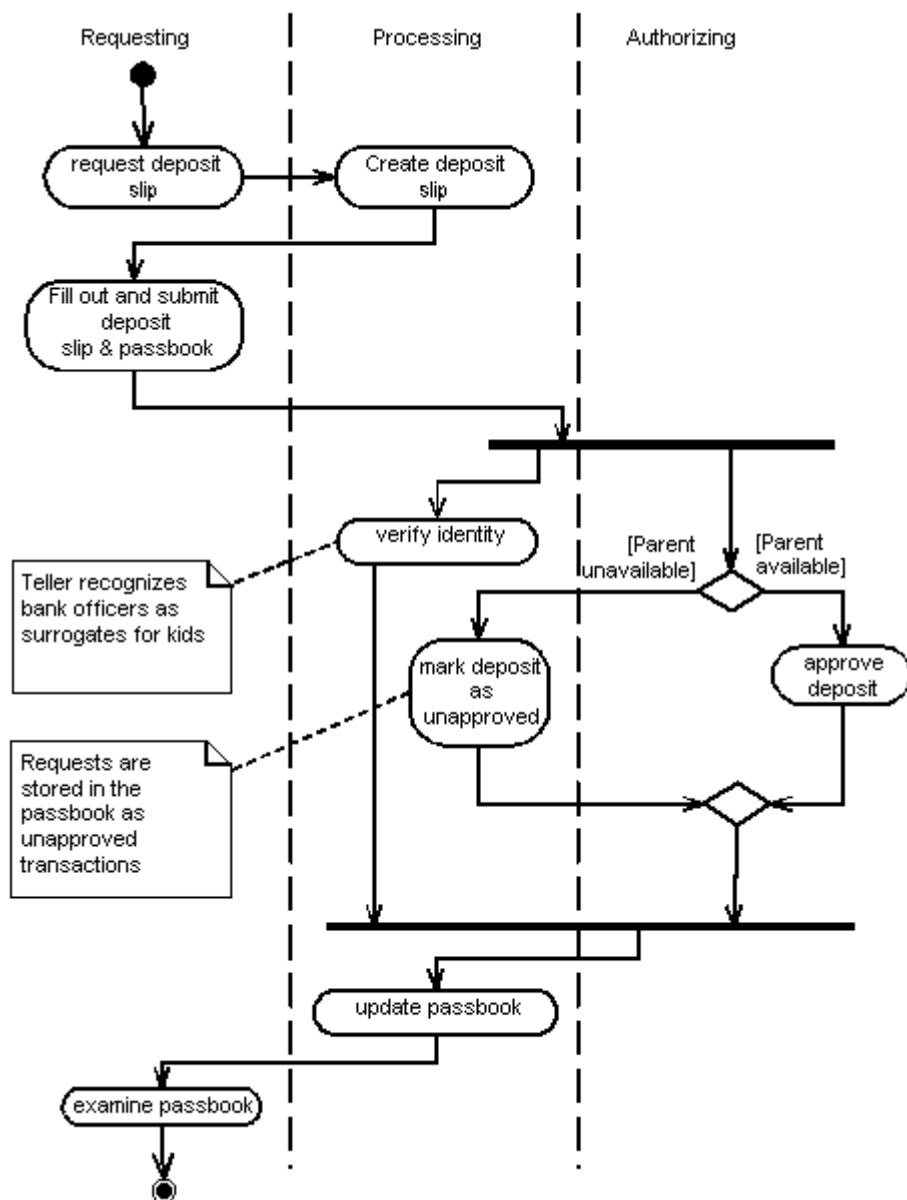 Requesting
Processing
Authorizing
request deposit
slip
Create deposit
slip
Fill out and submit
deposit
slip & passbook
verify identity
[Parent
unavailable]
[Parent
available]
Teller recognizes
bank officers as
surrogates for kids
mark deposit
as
unapproved
approve
deposit
Requests are
stored in the
passbook as
unapproved
transactions
update passbook
examine passbook